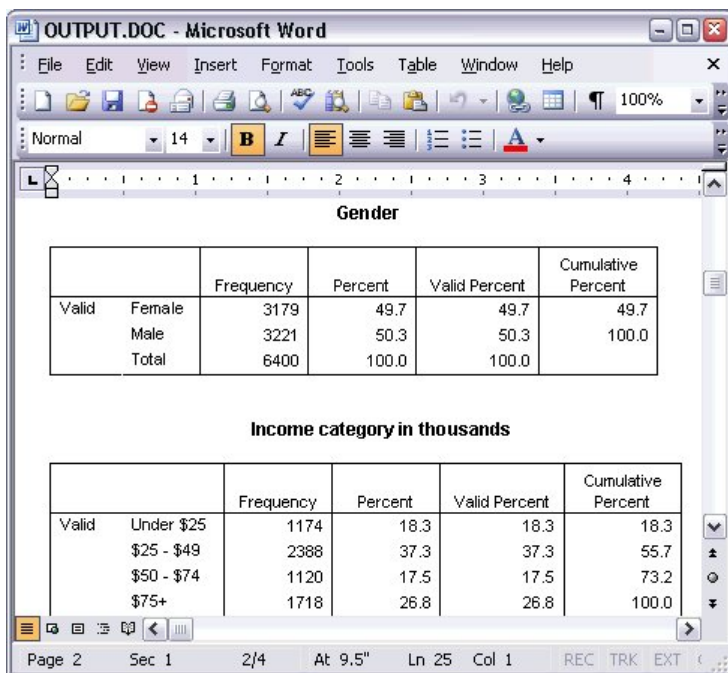 OUTPUT.DOC - Microsoft Word
File Edit View Insert Format Tools Table Window Help
100%
Normal 14 B I A
1 2 3 4
Gender
Frequency Percent Valid Percent Cumulative Percent
Valid Female 3179 49.7 49.7 49.7
Male 3221 50.3 50.3 100.0
Total 6400 100.0 100.0
Income category in thousands
Frequency Percent Valid Percent Cumulative Percent
Valid Under $25 1174 18.3 18.3 18.3
$25 - $49 2388 37.3 37.3 55.7
$50 - $74 1120 17.5 17.5 73.2
$75+ 1718 26.8 26.8 100.0
Page 2 Sec 1 2/4 At 9.5" Ln 25 Col 1 REC TRK EXT